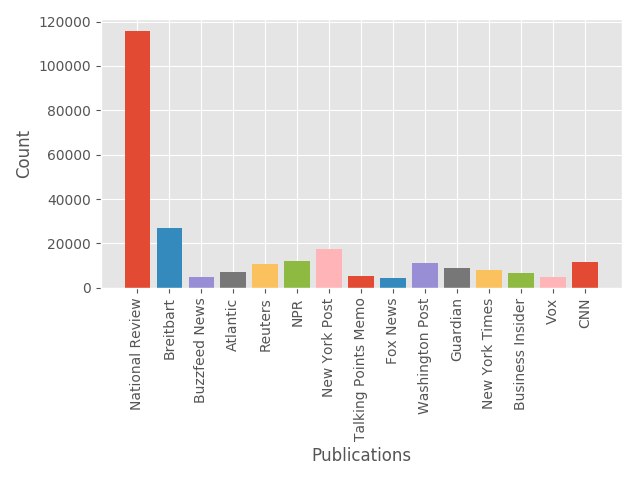 120000
100000
80000
60000
40000
20000
0
Count
National Review
Breitbart
Buzzfeed News
Atlantic
Reuters
NPR
New York Post
Talking Points Memo
Fox News
Washington Post
Guardian
New York Times
Business Insider
Vox
CNN
Publications